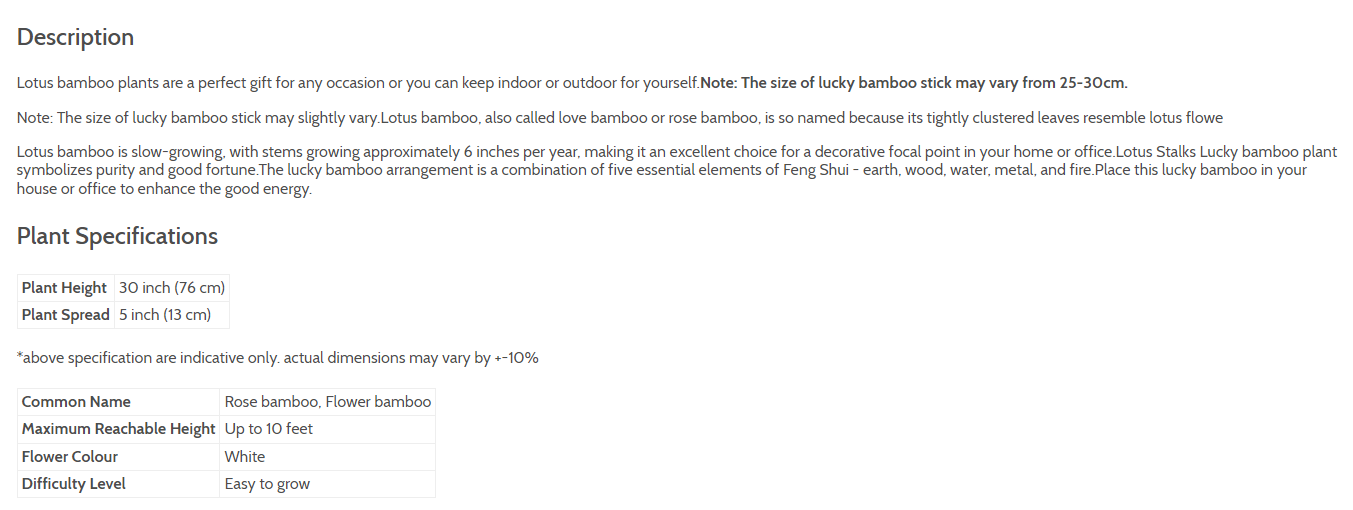 Description
Lotus bamboo plants are a perfect gift for any occasion or you can keep indoor or outdoor for yourself.Note: The size of lucky bamboo stick may vary from 25-30cm.
Note: The size of lucky bamboo stick may slightly vary.Lotus bamboo, also called love bamboo or rose bamboo, is so named because its tightly clustered leaves resemble lotus flowe
Lotus bamboo is slow-growing, with stems growing approximately 6 inches per year, making it an excellent choice for a decorative focal point in your home or office.Lotus Stalks Lucky bamboo plant
symbolizes purity and good fortune.The lucky bamboo arrangement is a combination of five essential elements of Feng Shui - earth, wood, water, metal, and fire.Place this lucky bamboo in your
house or office to enhance the good energy.
Plant Specifications
Plant Height 30 inch (76 cm)
Plant Spread 5 inch (13 cm)
*above specification are indicative only. actual dimensions may vary by +-10%
Common Name Rose bamboo, Flower bamboo
Maximum Reachable Height Up to 10 feet
Flower Colour White
Difficulty Level Easy to grow